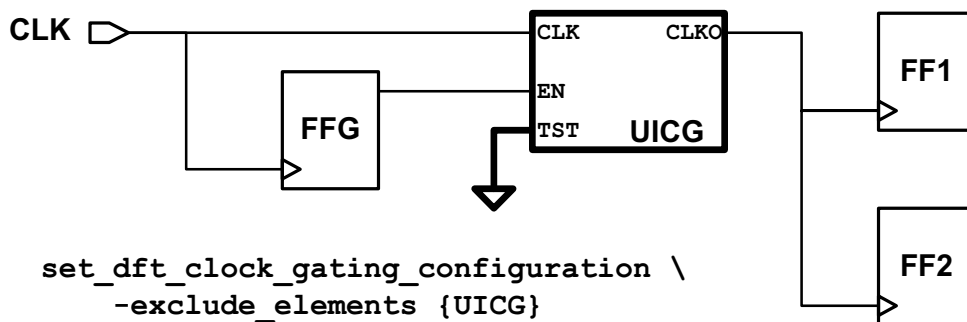 CLK
CLK CLKO
EN
TST UICG
FFG
FF1
FF2
set_dft_clock_gating_configuration \
-exclude_elements {UICG}